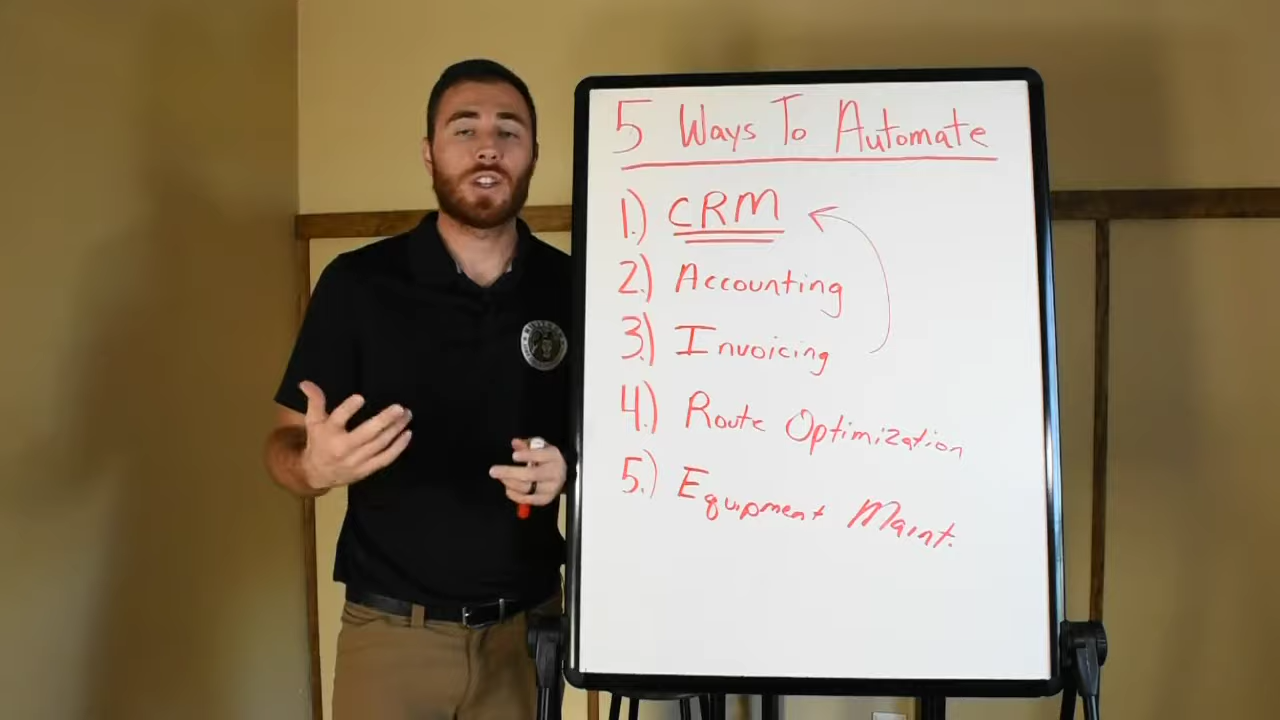 5 Ways To Automate
1.) CRM
2.) Accounting
3.) Invoicing
4.) Route Optimization
5.) Equipment Maint.